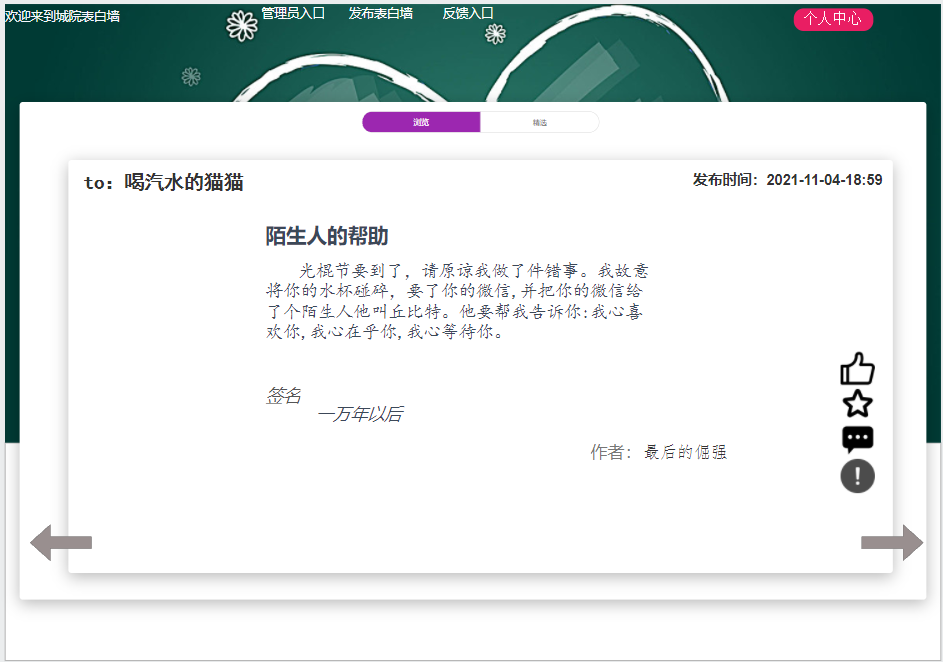 欢迎来到城院表白墙
管理员入口
发布表白墙
反馈入口
个人中心
浏览
精选
to：喝汽水的猫猫
发布时间：2021-11-04-18:59
陌生人的帮助
光棍节要到了，请原谅我做了件错事。我故意
将你的水杯碰碎，要了你的微信,并把你的微信给
了个陌生人他叫丘比特。他要帮我告诉你:我心喜
欢你,我心在乎你,我心等待你。
签名
一万年以后
作者：最后的倔强